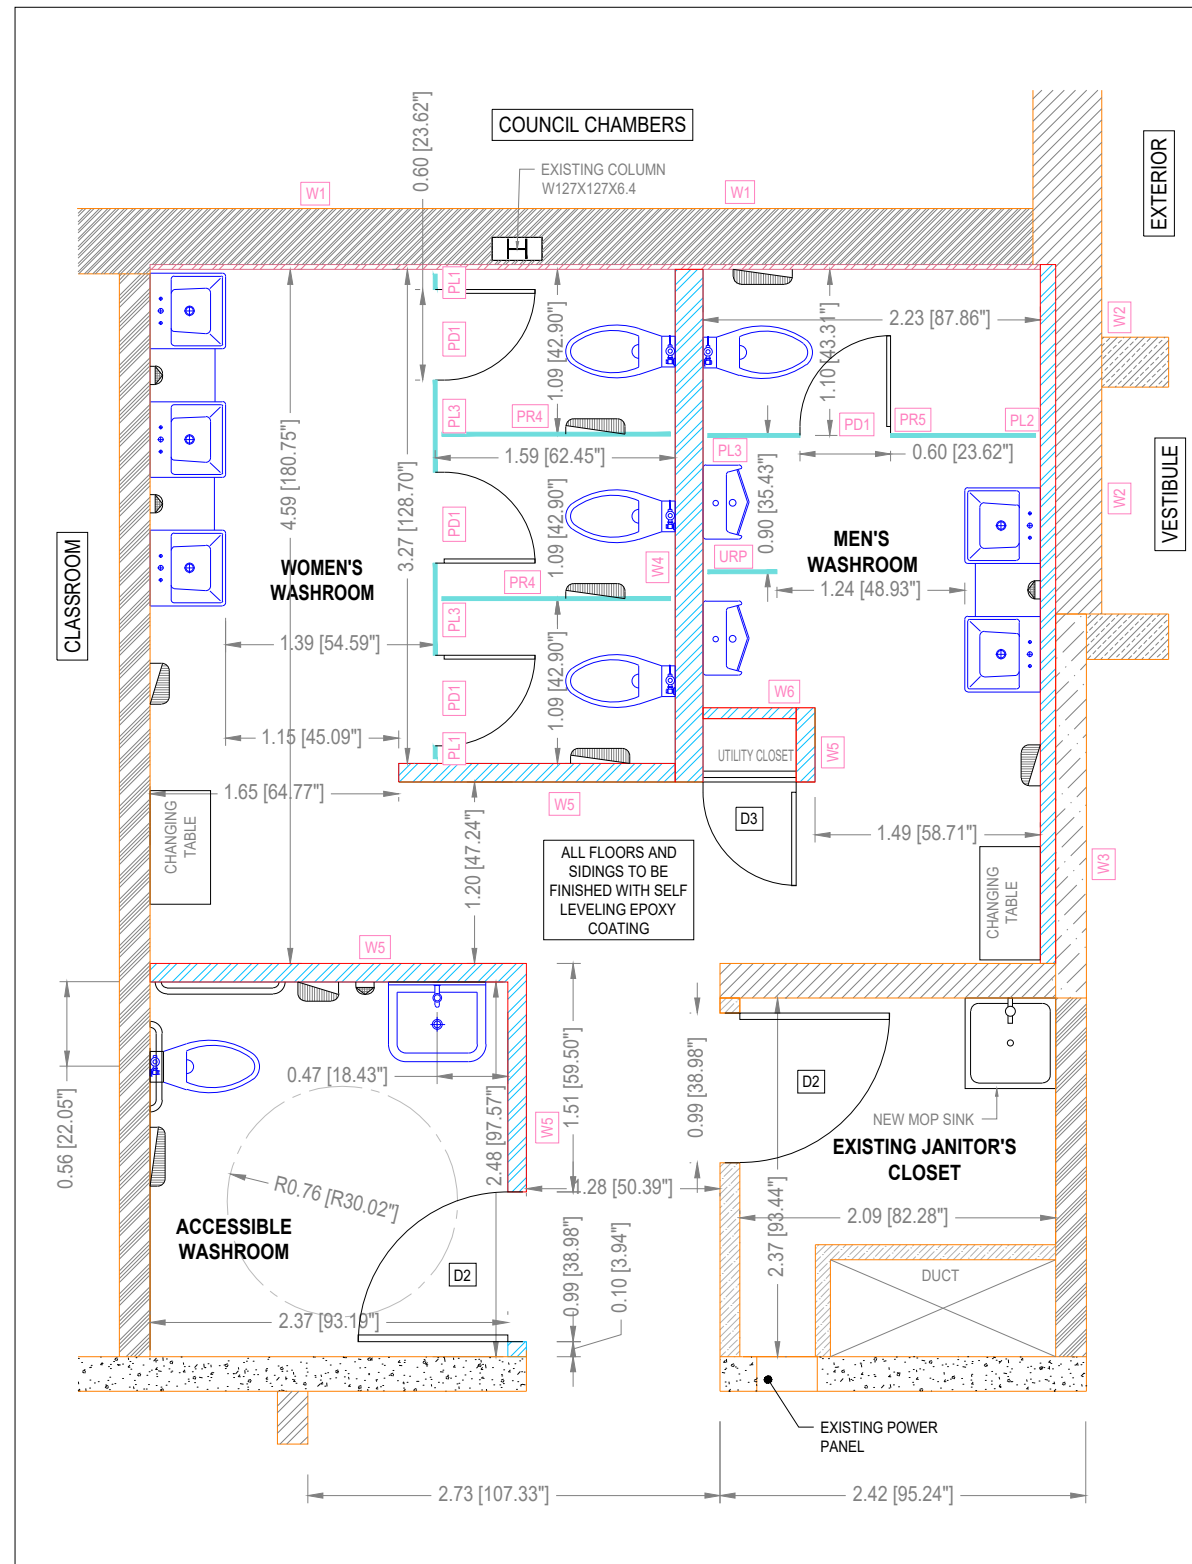 COUNCIL CHAMBERS
EXISTING COLUMN
W127X127X6.4
0.60 [23.62"]
EXTERIOR
W1
W1
PL1
PD1
1.09 [42.90"]
2.23 [87.86"]
1.10 [43.31"]
W2
PL3
PR4
PD1
PR5
PL2
1.59 [62.45"]
PL3
0.60 [23.62"]
4.59 [180.75"]
3.27 [128.70"]
0.90 [35.43"]
W2
VESTIBULE
PD1
1.09 [42.90"]
W4
MEN'S
WASHROOM
CLASSROOM
WOMEN'S
WASHROOM
PR4
URP
1.24 [48.93"]
PL3
1.39 [54.59"]
PD1
1.09 [42.90"]
W6
1.15 [45.09"]
PL1
UTILITY CLOSET
W5
1.65 [64.77"]
W5
CHANGING
TABLE
1.20 [47.24"]
D3
1.49 [58.71"]
ALL FLOORS AND
SIDINGS TO BE
FINISHED WITH SELF
LEVELING EPOXY
COATING
CHANGING
TABLE
W3
W5
0.56 [22.05"]
0.47 [18.43"]
2.48 [97.57"]
W5
1.51 [59.50"]
0.99 [38.98"]
D2
NEW MOP SINK
EXISTING JANITOR'S
CLOSET
R0.76 [R30.02"]
1.28 [50.39"]
ACCESSIBLE
WASHROOM
2.09 [82.28"]
2.37 [93.44"]
D2
0.99 [38.98"]
0.10 [3.94"]
DUCT
2.37 [93.19"]
EXISTING POWER
PANEL
2.73 [107.33"]
2.42 [95.24"]